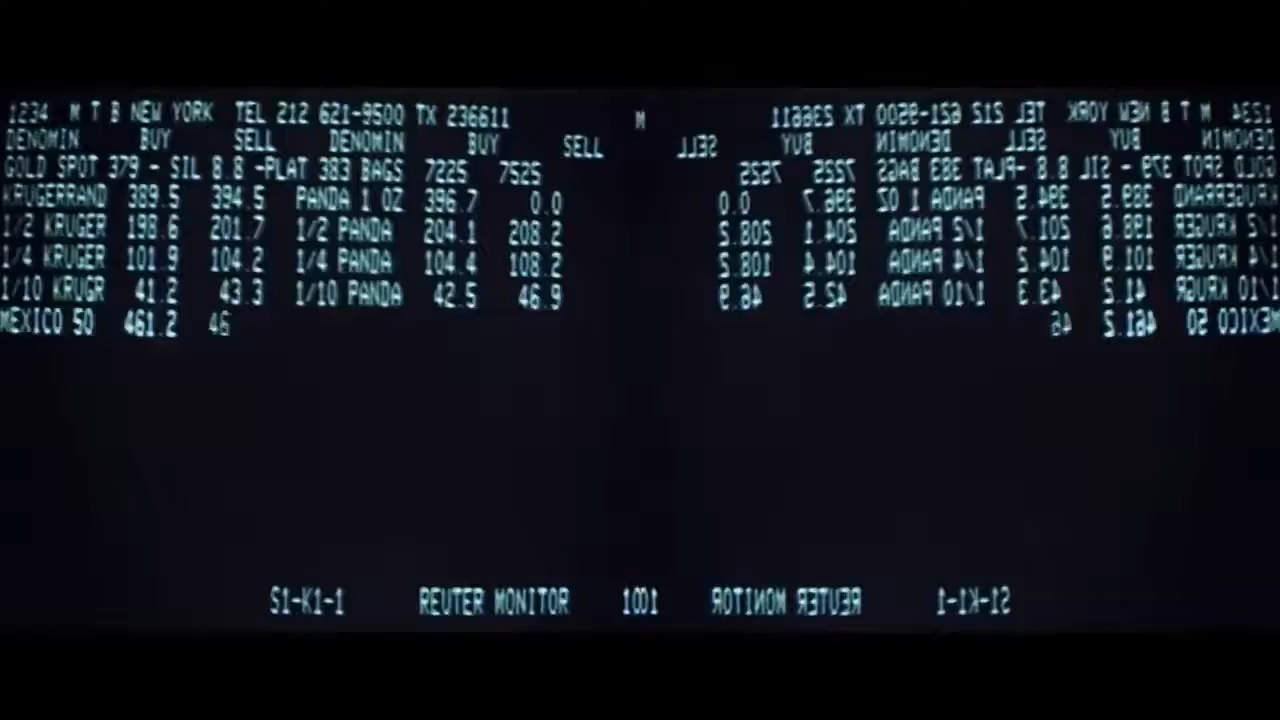 1234 M T B NEW YORK TEL 212 621-9500 TX 236611 M
DENOMIN BUY SELL DENOMIN BUY SELL
GOLD SPOT 379 - SIL 8.8 -PLAT 383 BAGS 7225 7525
KRUGERRAND 389.5 394.5 PANDA 1 OZ 396.7 0.0
1/2 KRUGER 198.6 201.7 1/2 PANDA 204.1 208.2
1/4 KRUGER 101.9 104.2 1/4 PANDA 104.4 108.2
1/10 KRUGR 41.2 43.3 1/10 PANDA 42.5 46.9
MEXICO 50 461.2 46
S1-K1-1 REUTER MONITOR 1001